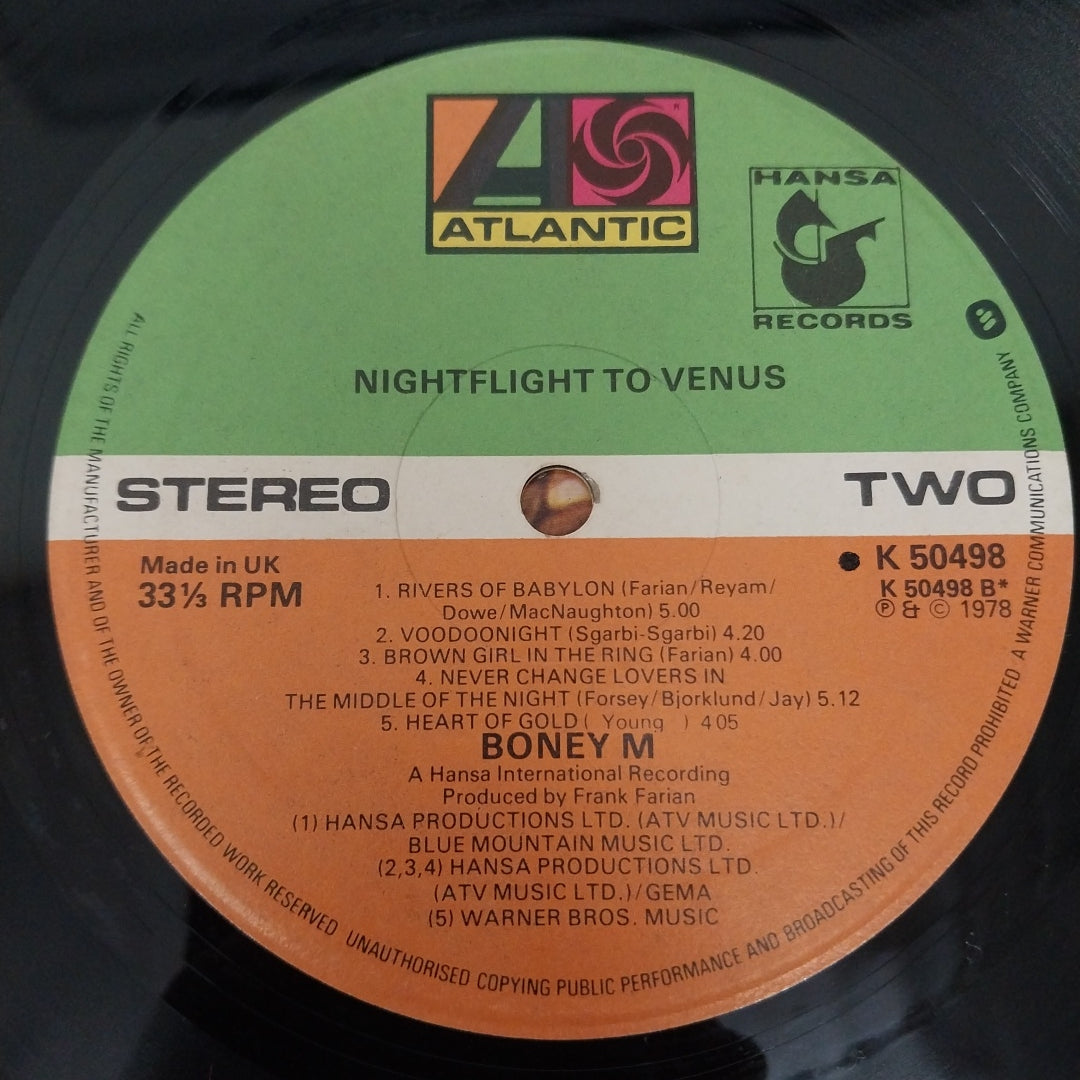 ATLANTIC
HANSA
RECORDS
NIGHTFLIGHT TO VENUS
STEREO
TWO
Made in UK
33⅓ RPM
K 50498
K 50498 B*
Ⓟ & © 1978
1. RIVERS OF BABYLON (Farian/Reyam/
Dowe/MacNaughton) 5.00
2. VOODOONIGHT (Sgarbi-Sgarbi) 4.20
3. BROWN GIRL IN THE RING (Farian) 4.00
4. NEVER CHANGE LOVERS IN
THE MIDDLE OF THE NIGHT (Forsey/Bjorklund/Jay) 5.12
5. HEART OF GOLD ( Young ) 4 05
BONEY M
A Hansa International Recording
Produced by Frank Farian
(1) HANSA PRODUCTIONS LTD. (ATV MUSIC LTD.)/
BLUE MOUNTAIN MUSIC LTD.
(2,3,4) HANSA PRODUCTIONS LTD.
(ATV MUSIC LTD.)/GEMA
(5) WARNER BROS. MUSIC
ALL RIGHTS OF THE MANUFACTURER AND OF THE OWNER OF THE RECORDED WORK RESERVED UNAUTHORISED COPYING PUBLIC PERFORMANCE AND BROADCASTING OF THIS RECORD PROHIBITED A WARNER COMMUNICATIONS COMPANY